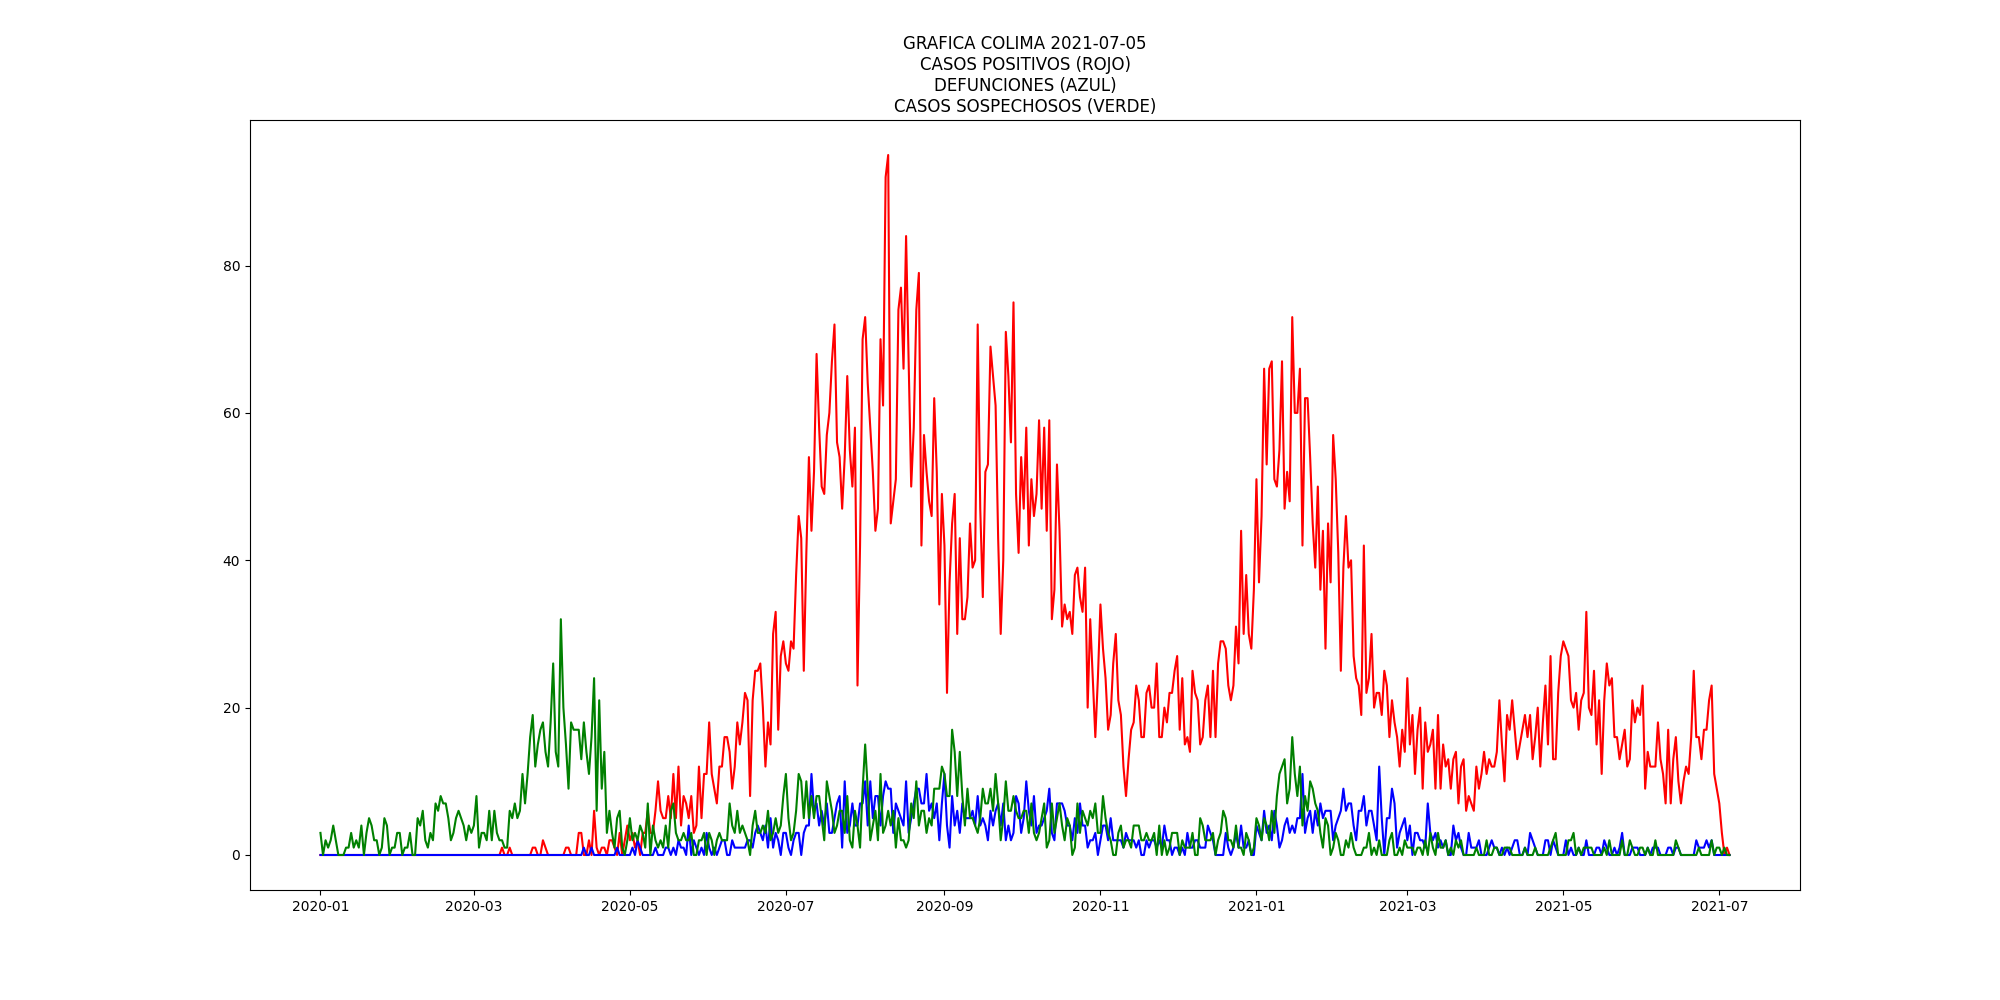 GRAFICA COLIMA 2021-07-05
CASOS POSITIVOS (ROJO)
DEFUNCIONES (AZUL)
CASOS SOSPECHOSOS (VERDE)
80
60
40
20
0
2020-01 2020-03 2020-05 2020-07 2020-09 2020-11 2021-01 2021-03 2021-05 2021-07